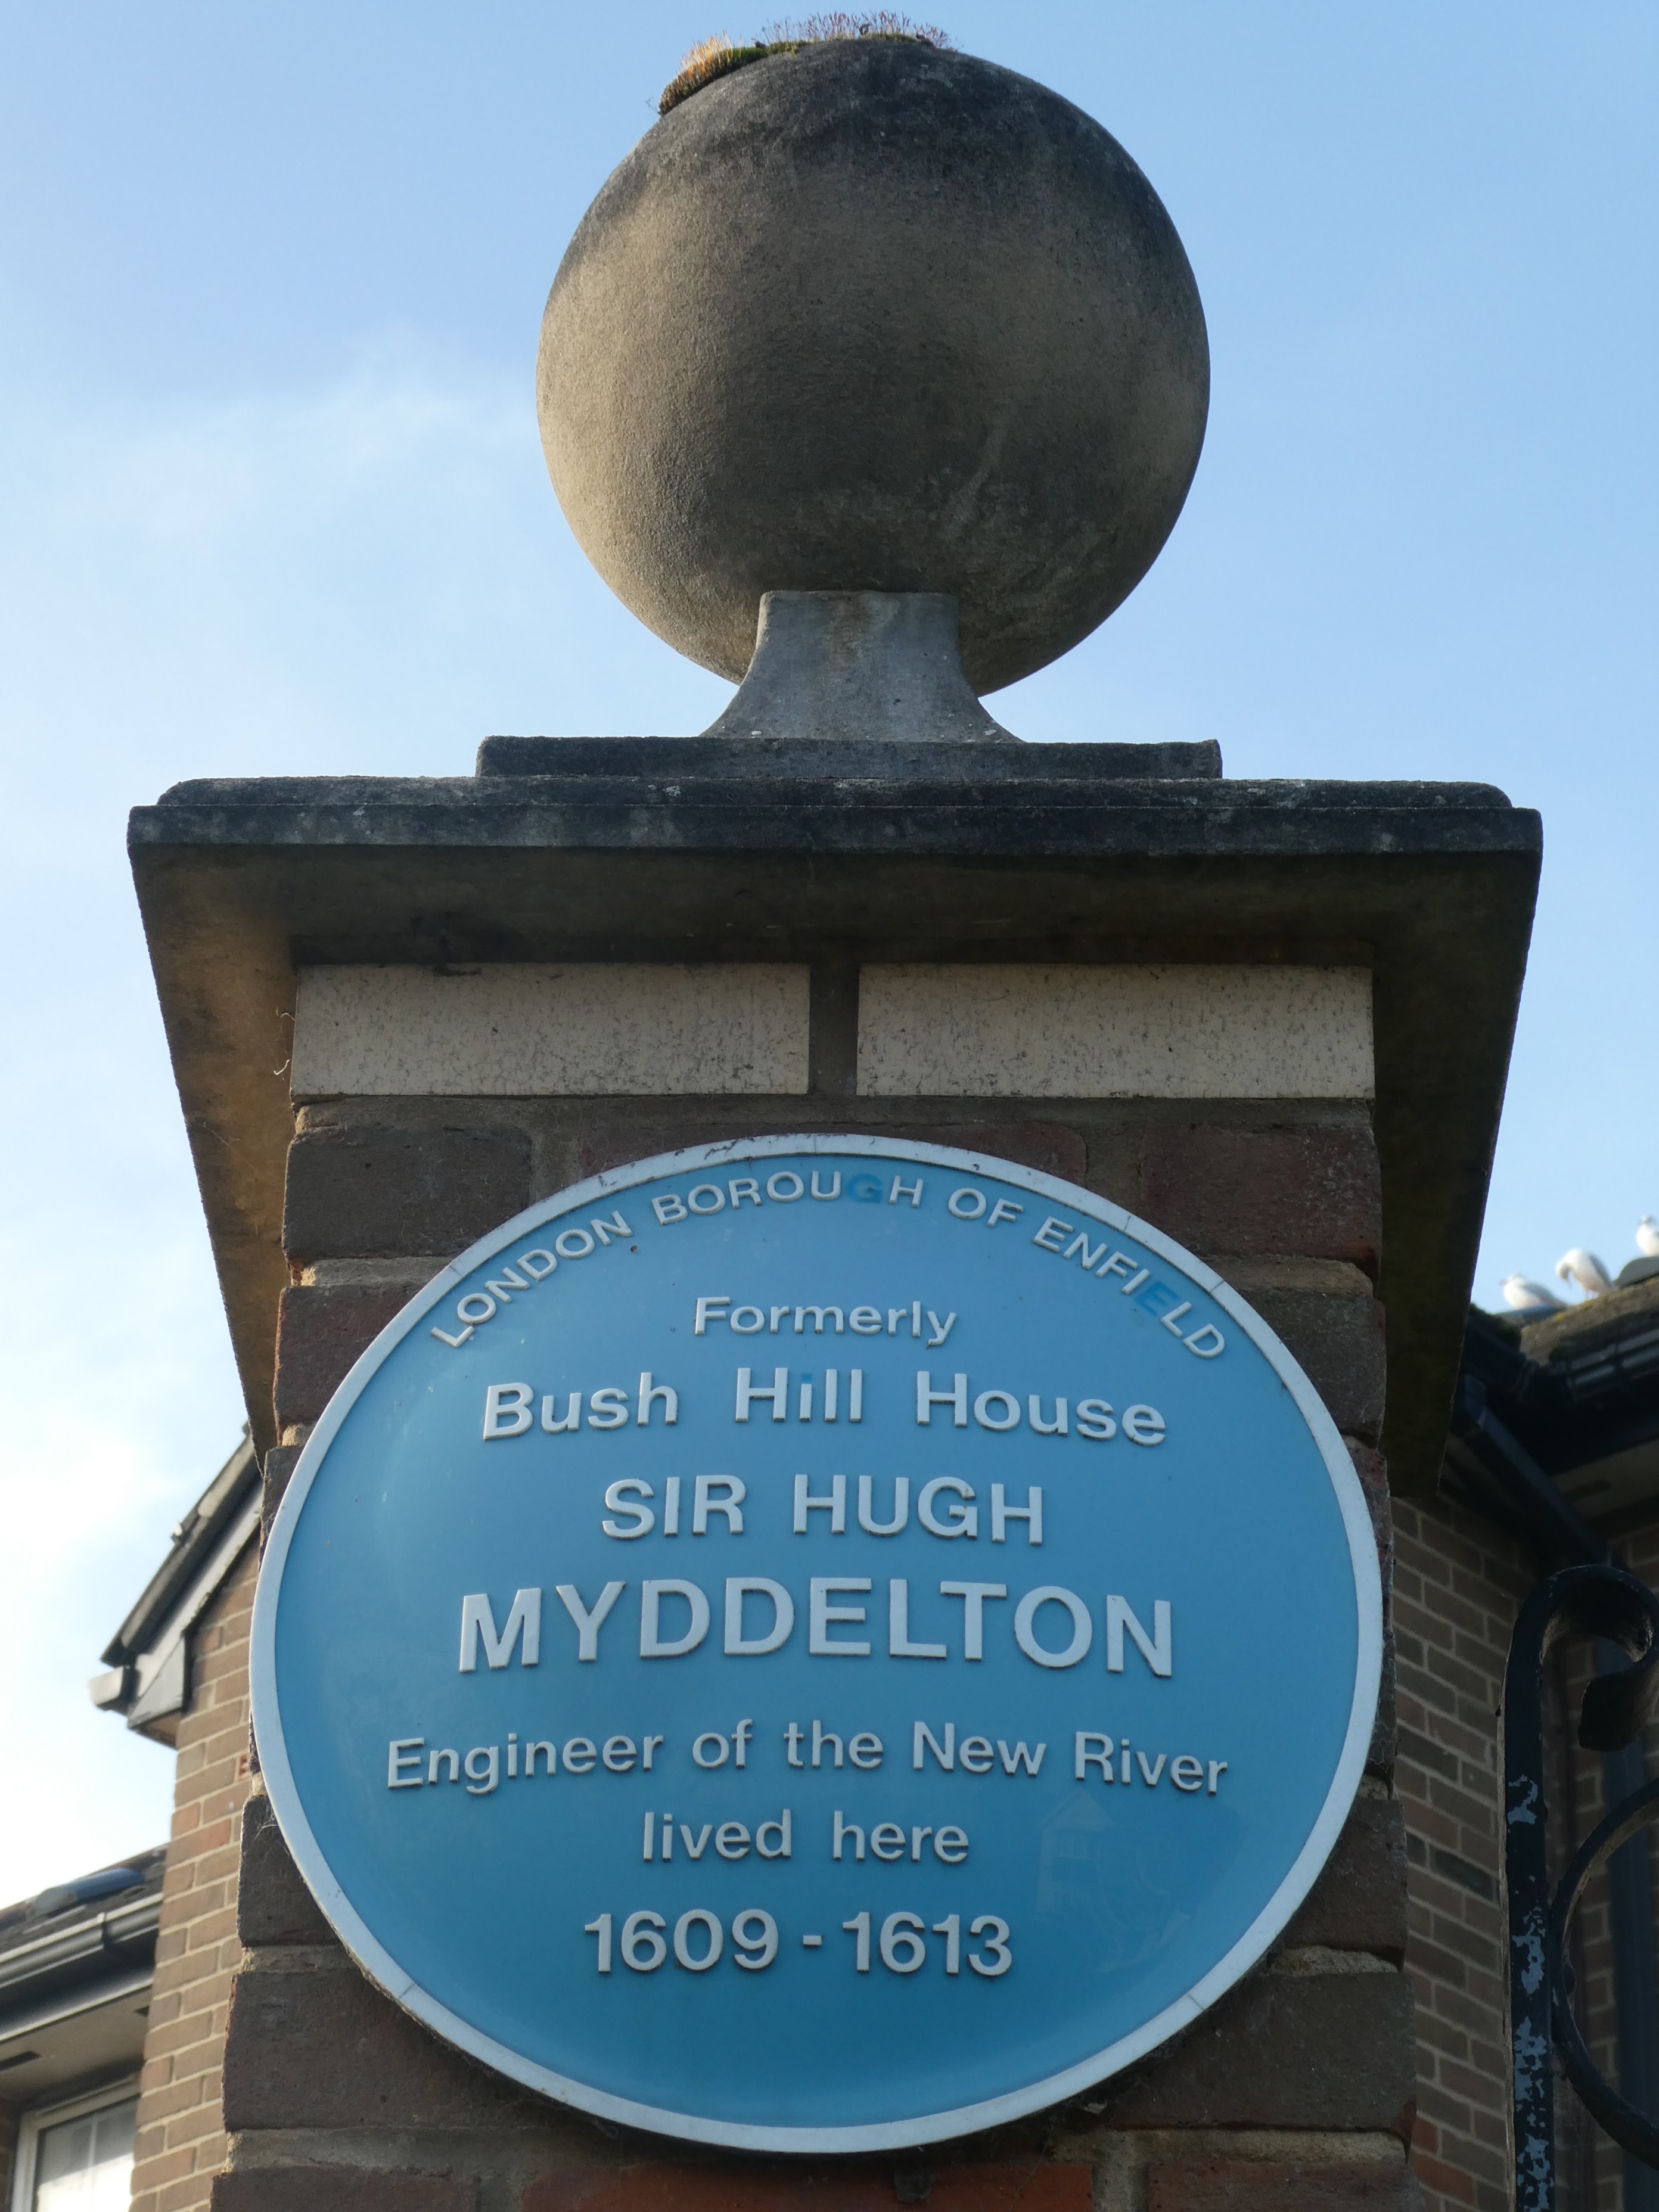 LONDON BOROUGH OF ENFIELD
Formerly
Bush Hill House
SIR HUGH
MYDDELTON
Engineer of the New River
lived here
1609 - 1613